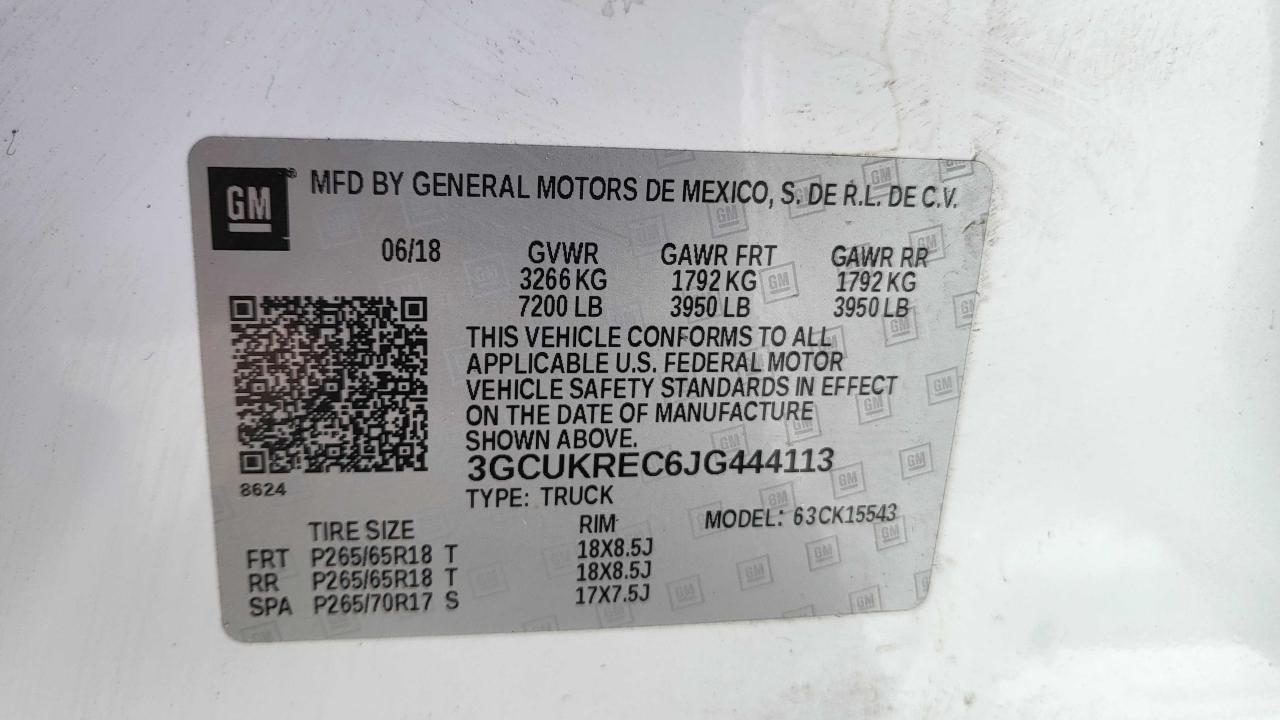 GM ® MFD BY GENERAL MOTORS DE MEXICO, S. DE R.L. DE C.V.
06/18 GVWR GAWR FRT GAWR RR
3266 KG 1792 KG 1792 KG
7200 LB 3950 LB 3950 LB
THIS VEHICLE CONFORMS TO ALL
APPLICABLE U.S. FEDERAL MOTOR
VEHICLE SAFETY STANDARDS IN EFFECT
ON THE DATE OF MANUFACTURE
SHOWN ABOVE.
3GCUKREC6JG444113
8624
TYPE: TRUCK
TIRE SIZE RIM MODEL: 63CK15543
FRT P265/65R18 T 18X8.5J
RR P265/65R18 T 18X8.5J
SPA P265/70R17 S 17X7.5J